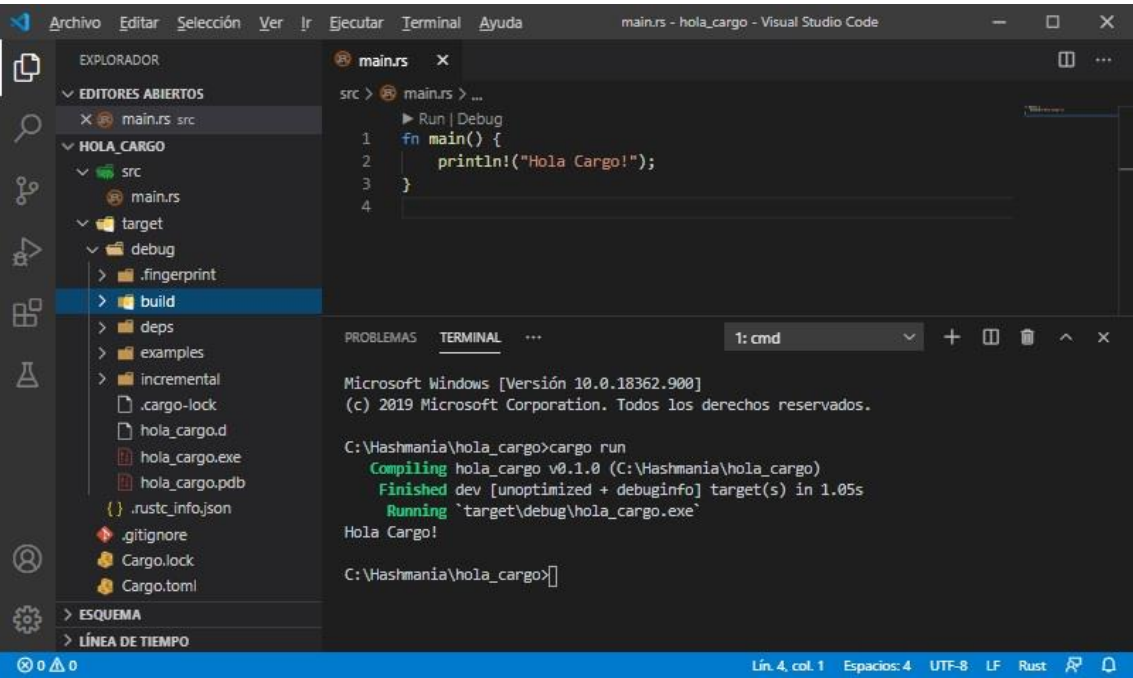 Archivo Editar Selección Ver Ir Ejecutar Terminal Ayuda main.rs - hola_cargo - Visual Studio Code
EXPLORADOR
EDITORES ABIERTOS
main.rs src
HOLA_CARGO
src
main.rs
target
debug
.fingerprint
build
deps
examples
incremental
.cargo-lock
hola_cargo.d
hola_cargo.exe
hola_cargo.pdb
{ } .rustc_info.json
.gitignore
Cargo.lock
Cargo.toml
ESQUEMA
LÍNEA DE TIEMPO
main.rs
src > main.rs > ...
Run | Debug
1 fn main() {
2 println!("Hola Cargo!");
3 }
4
PROBLEMAS TERMINAL ... 1: cmd
Microsoft Windows [Versión 10.0.18362.900]
(c) 2019 Microsoft Corporation. Todos los derechos reservados.
C:\Hashmania\hola_cargo>cargo run
Compiling hola_cargo v0.1.0 (C:\Hashmania\hola_cargo)
Finished dev [unoptimized + debuginfo] target(s) in 1.05s
Running `target\debug\hola_cargo.exe`
Hola Cargo!
C:\Hashmania\hola_cargo>
0 0 Lín. 4, col. 1 Espacios: 4 UTF-8 LF Rust